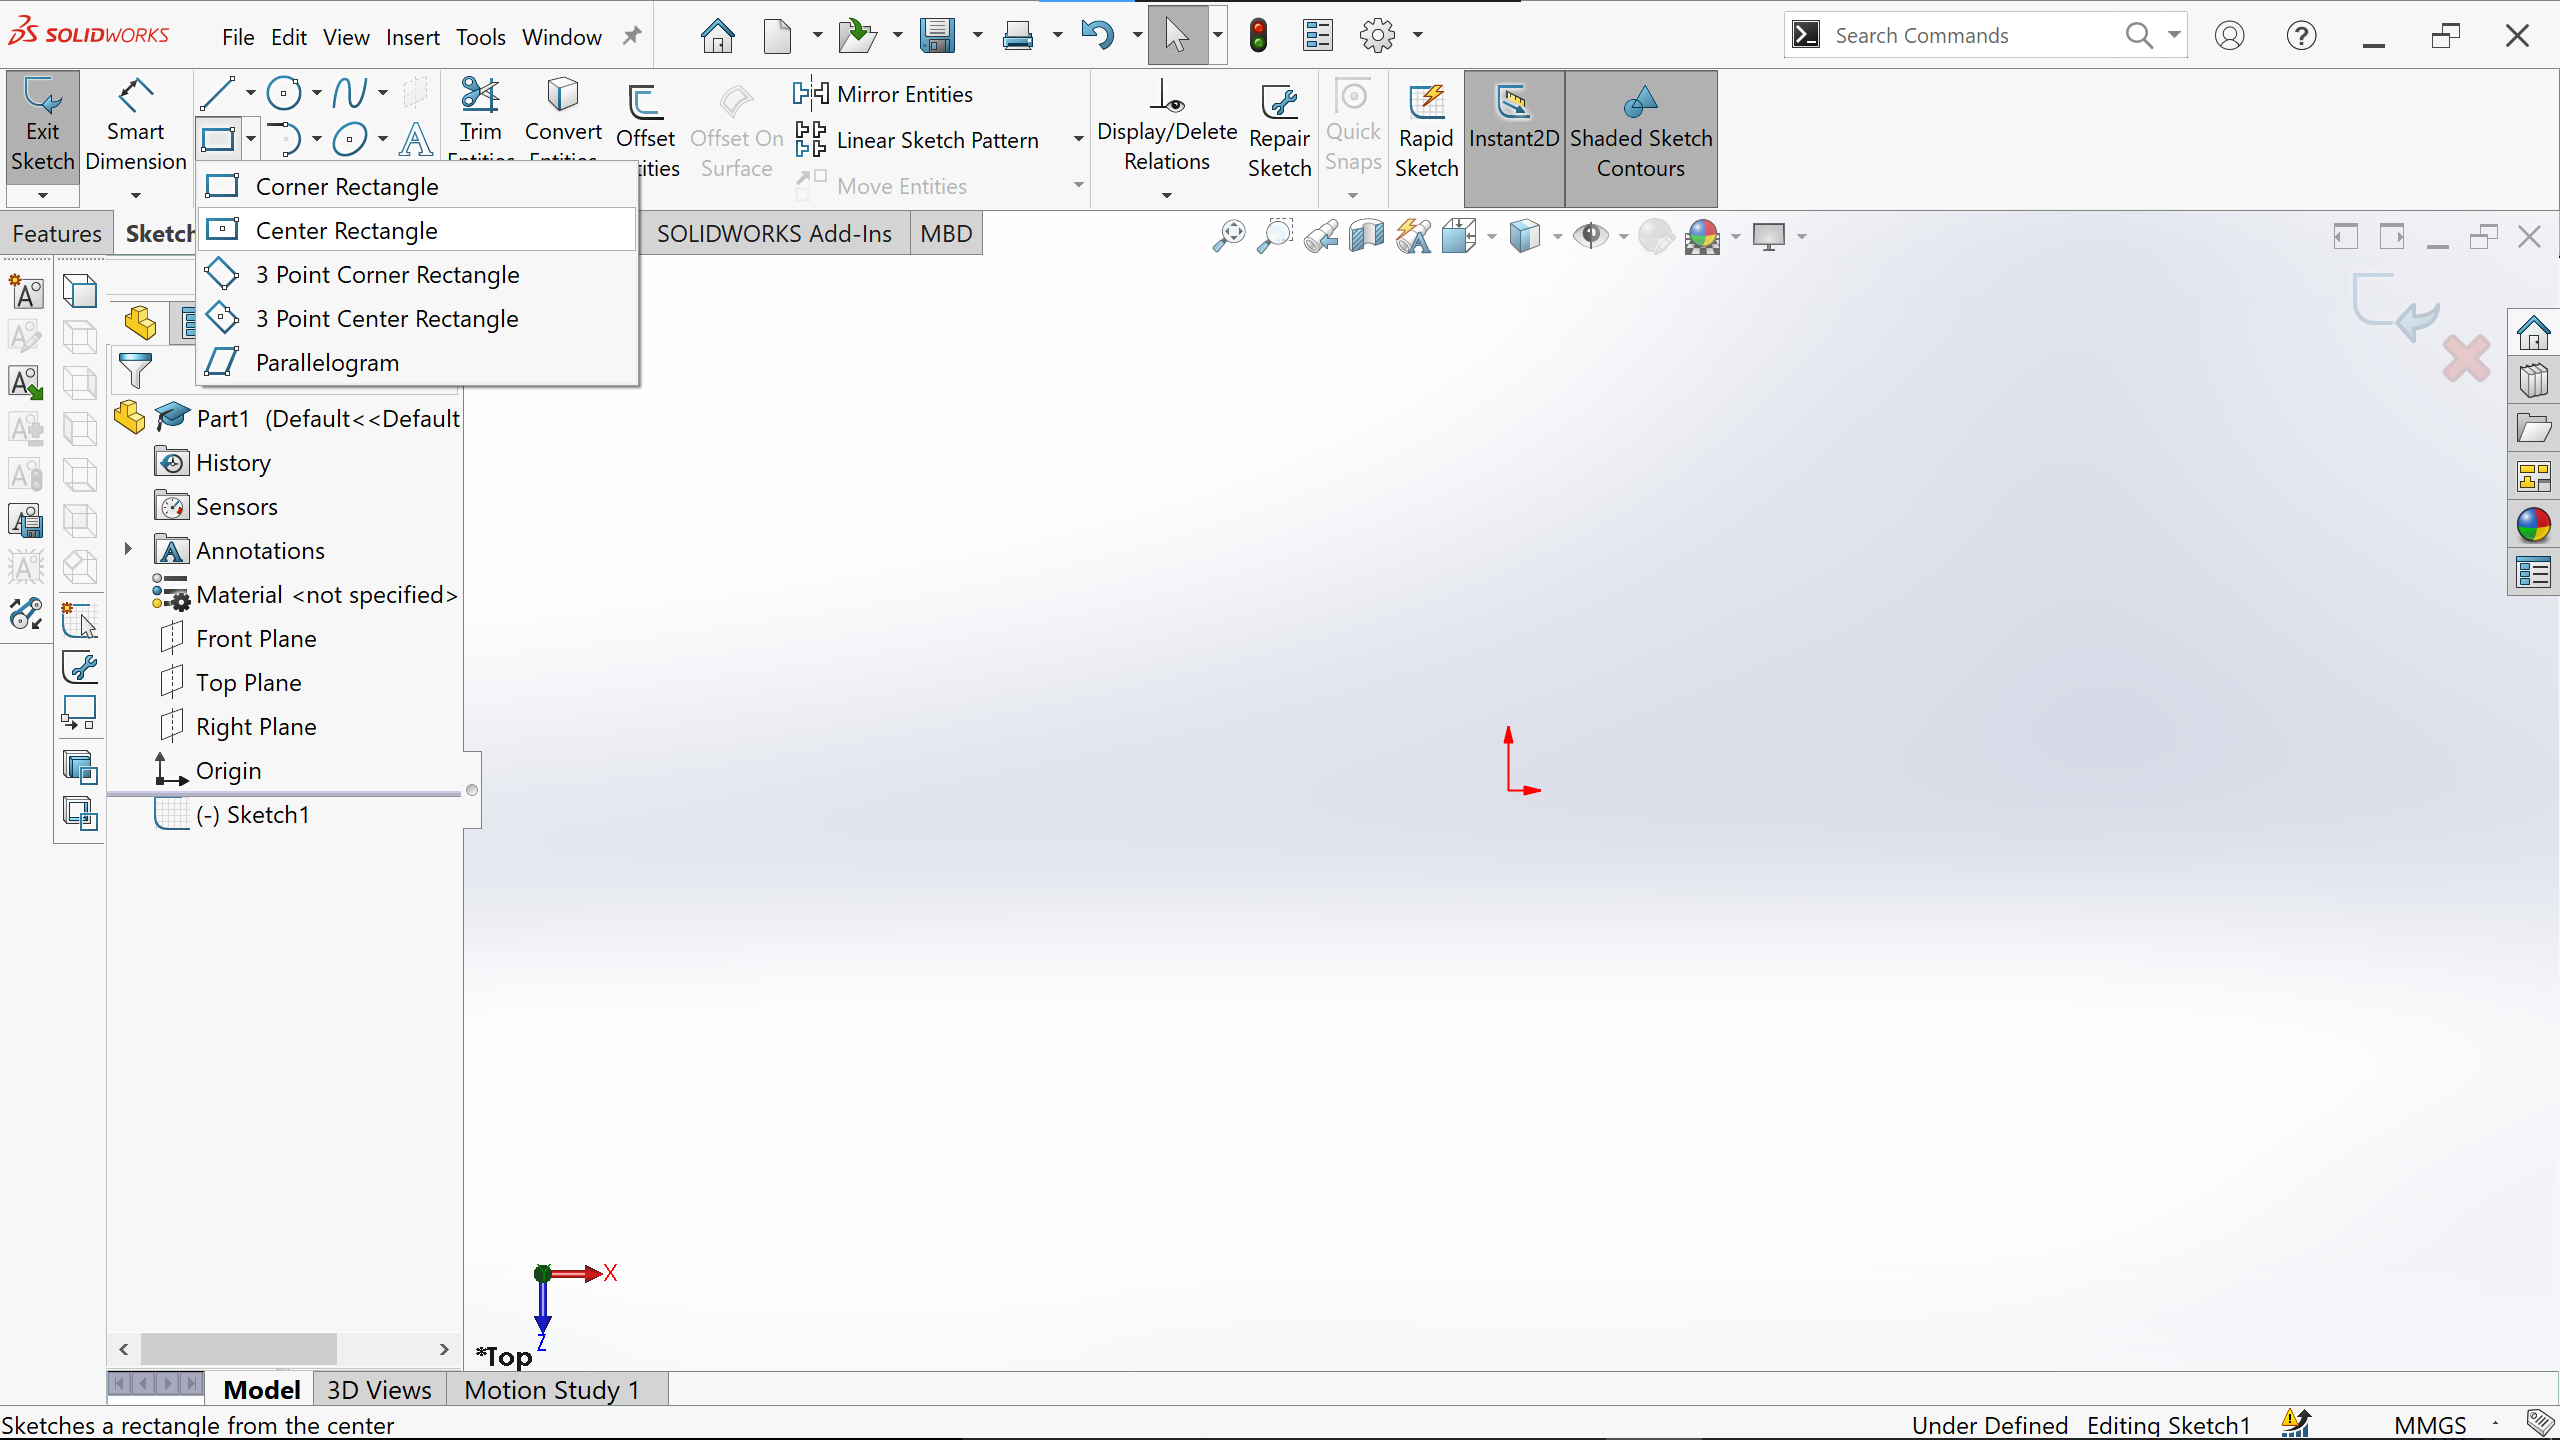 SOLIDWORKS
File Edit View Insert Tools Window
Search Commands
Exit Sketch
Smart Dimension
Trim
Convert
Offset
tities
Offset On Surface
Mirror Entities
Linear Sketch Pattern
Move Entities
Display/Delete Relations
Repair Sketch
Quick Snaps
Rapid Sketch
Instant2D
Shaded Sketch Contours
Corner Rectangle
Center Rectangle
3 Point Corner Rectangle
3 Point Center Rectangle
Parallelogram
Features
Sketch
SOLIDWORKS Add-Ins
MBD
Part1 (Default<<Default
History
Sensors
Annotations
Material <not specified>
Front Plane
Top Plane
Right Plane
Origin
(-) Sketch1
X
Z
*Top
Model
3D Views
Motion Study 1
Sketches a rectangle from the center
Under Defined
Editing Sketch1
MMGS